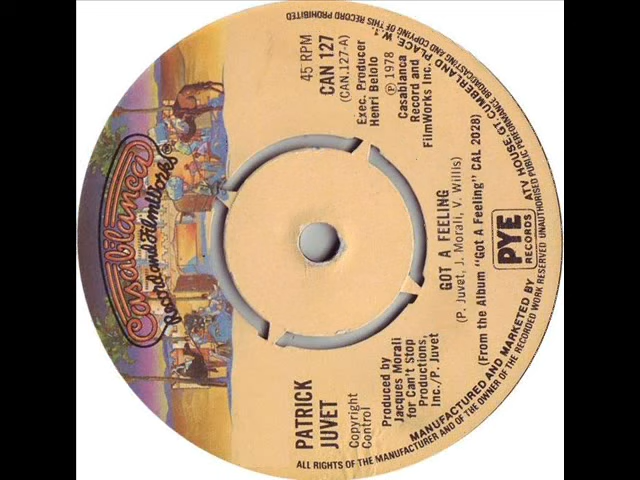 Casablanca
Record and FilmWorks
45 RPM
CAN 127
(CAN.127-A)
Exec. Producer
Henri Belolo
℗ 1978
Casablanca
Record and
FilmWorks Inc.
GOT A FEELING
(P. Juvet, J. Morali, V. Willis)
(From the Album "Got A Feeling" CAL 2028)
PATRICK
JUVET
Copyright
Control
Produced by
Jacques Morali
for Can't Stop
Productions,
Inc./P. Juvet
PYE
RECORDS
MANUFACTURED AND MARKETED BY
ATV HOUSE, GT. CUMBERLAND PLACE, W.1.
ALL RIGHTS OF THE MANUFACTURER AND OF THE OWNER OF THE RECORDED WORK RESERVED UNAUTHORISED PUBLIC PERFORMANCE BROADCASTING AND COPYING OF THIS RECORD PROHIBITED